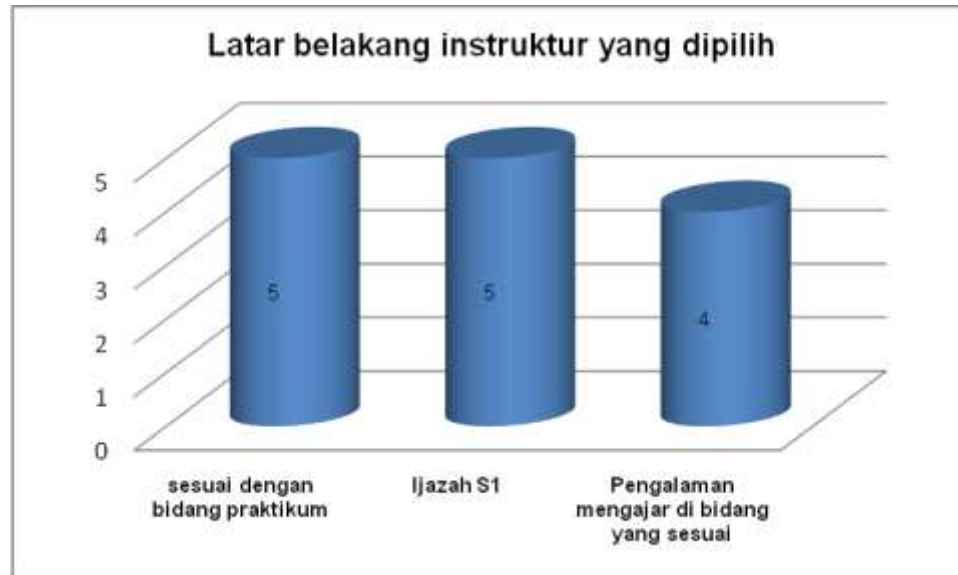 Latar belakang instruktur yang dipilih
5
4
3
2
1
0
5
5
4
sesuai dengan
bidang praktikum
Ijazah S1
Pengalaman
mengajar di bidang
yang sesuai